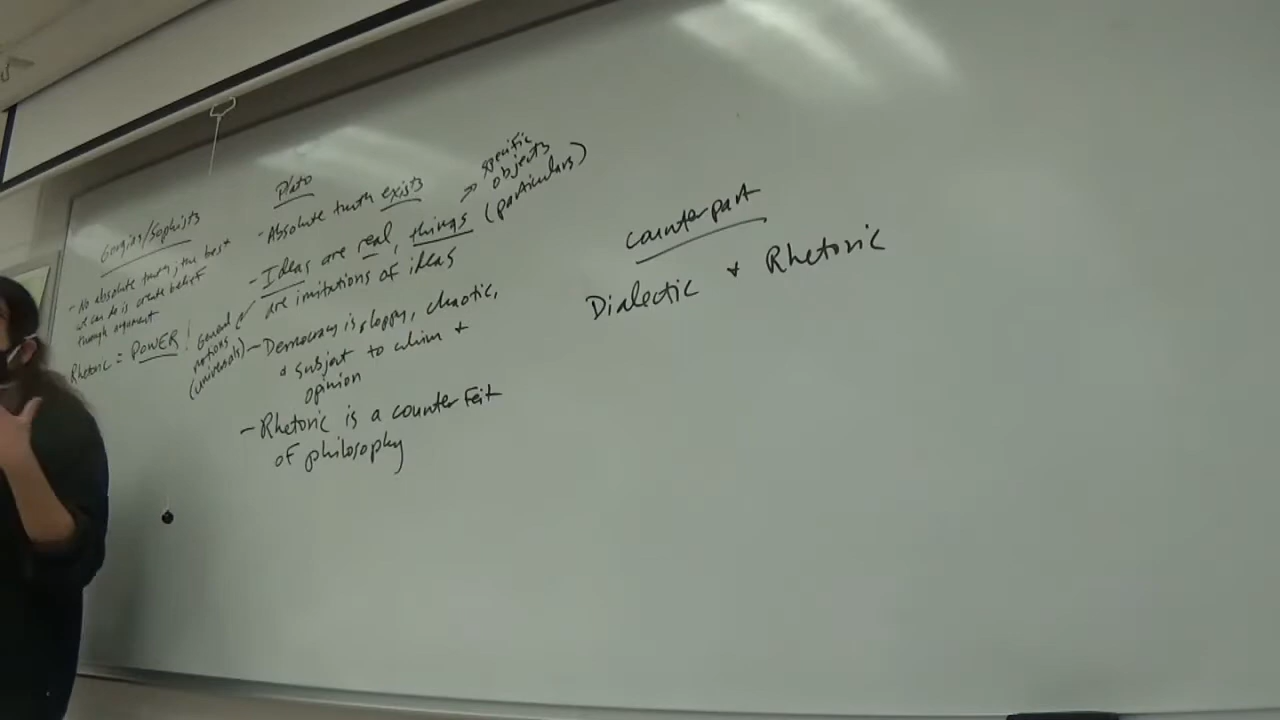 Gorgias/Sophists
- No absolute truth, the best
we can do is create belief
through argument
Rhetoric = POWER!
Plato
- Absolute truth exists
- Ideas are real, things
are imitations of ideas
specific
objects
(particulars)
General
notions
(universals)
- Democracy is sloppy, chaotic,
+ subject to whim +
opinion
- Rhetoric is a counterfeit
of philosophy
counterpart
Dialectic + Rhetoric